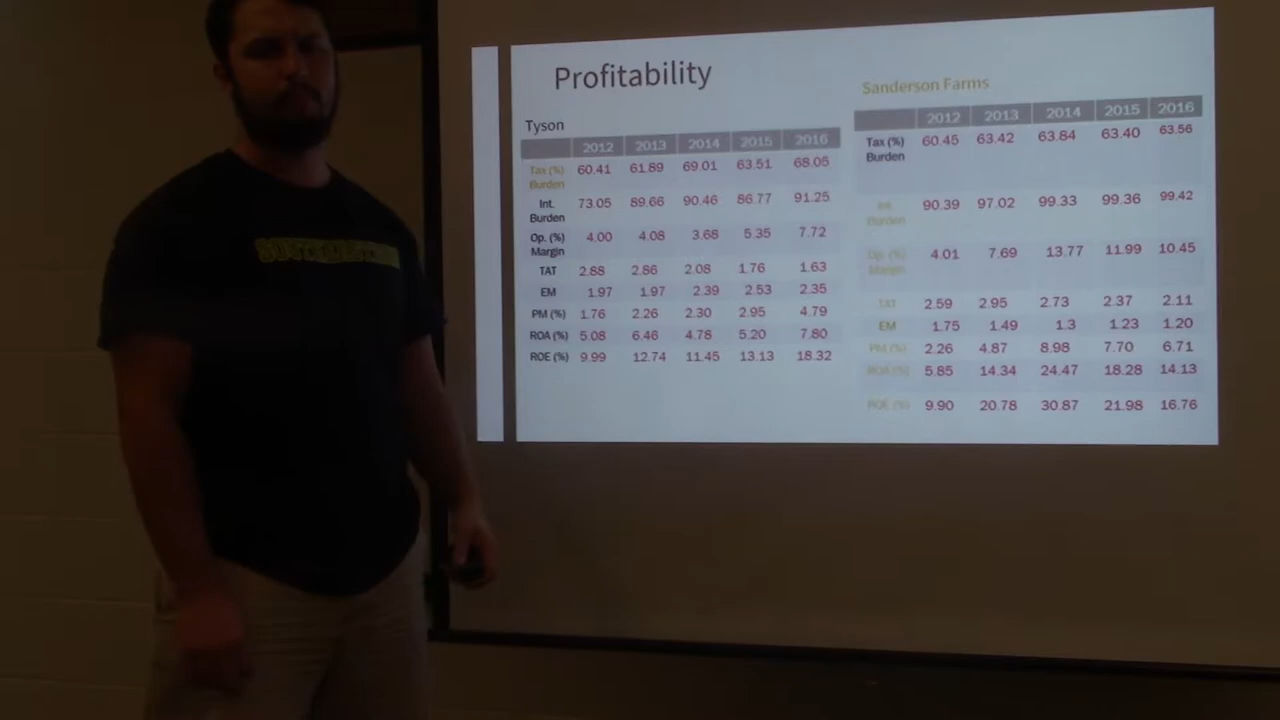 Profitability
Tyson
2012 2013 2014 2015 2016
Tax (%) Burden 60.41 61.89 69.01 63.51 68.05
Int. Burden 73.05 89.66 90.46 86.77 91.25
Op. (%) Margin 4.00 4.08 3.68 5.35 7.72
TAT 2.88 2.86 2.08 1.76 1.63
EM 1.97 1.97 2.39 2.53 2.35
PM (%) 1.76 2.26 2.30 2.95 4.79
ROA (%) 5.08 6.46 4.78 5.20 7.80
ROE (%) 9.99 12.74 11.45 13.13 18.32
Sanderson Farms
2012 2013 2014 2015 2016
Tax (%) Burden 60.45 63.42 63.84 63.40 63.56
Int. Burden 90.39 97.02 99.33 99.36 99.42
Op. (%) Margin 4.01 7.69 13.77 11.99 10.45
TAT 2.59 2.95 2.73 2.37 2.11
EM 1.75 1.49 1.3 1.23 1.20
PM (%) 2.26 4.87 8.98 7.70 6.71
ROA (%) 5.85 14.34 24.47 18.28 14.13
ROE (%) 9.90 20.78 30.87 21.98 16.76